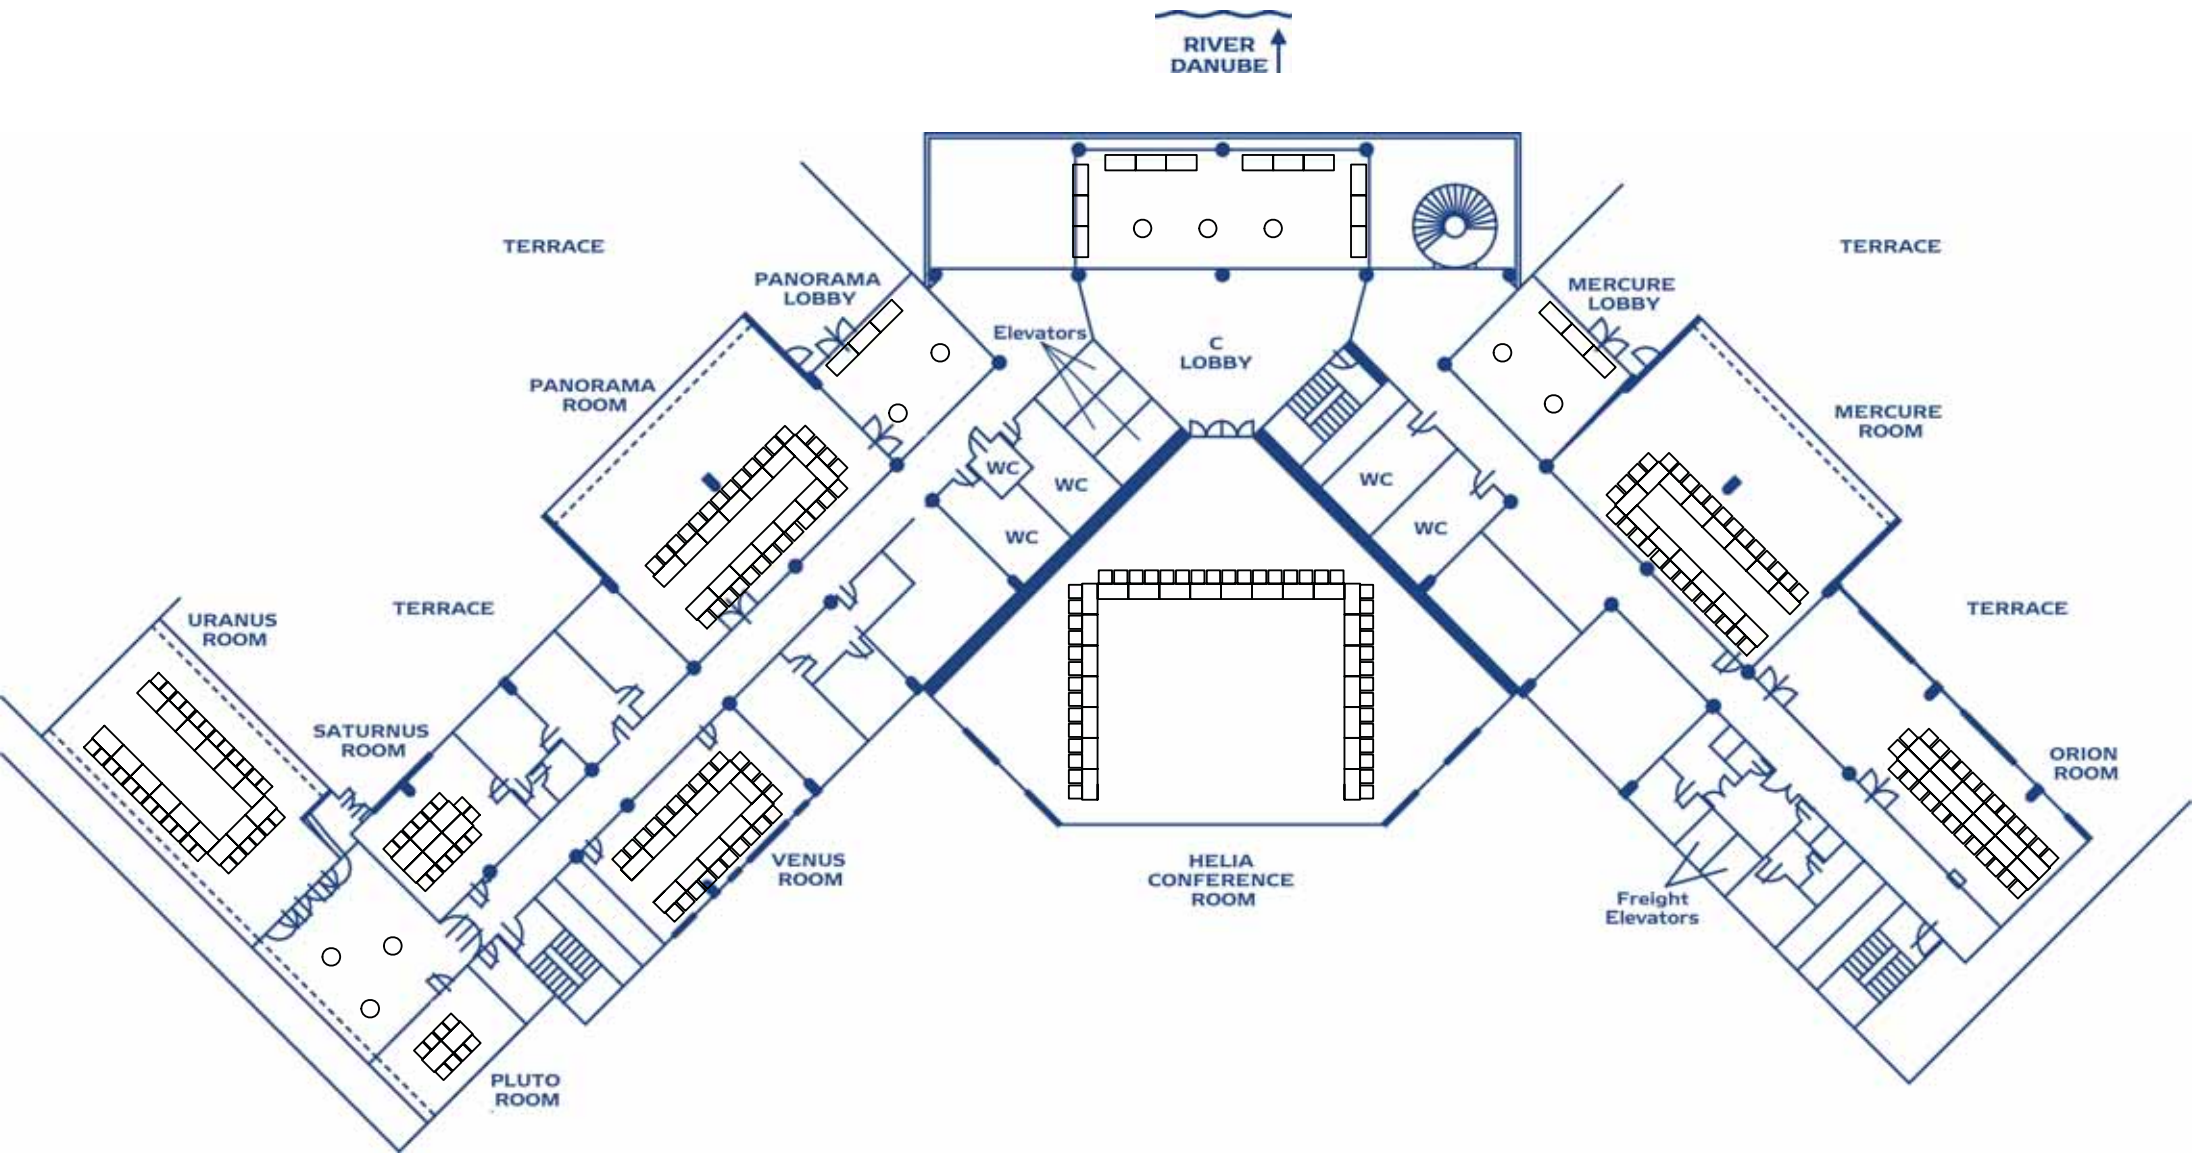 RIVER
DANUBE
TERRACE
TERRACE
PANORAMA
LOBBY
MERCURE
LOBBY
Elevators
C
LOBBY
PANORAMA
ROOM
MERCURE
ROOM
WC
WC
WC
WC
WC
URANUS
ROOM
TERRACE
TERRACE
SATURNUS
ROOM
ORION
ROOM
VENUS
ROOM
HELIA
CONFERENCE
ROOM
Freight
Elevators
PLUTO
ROOM